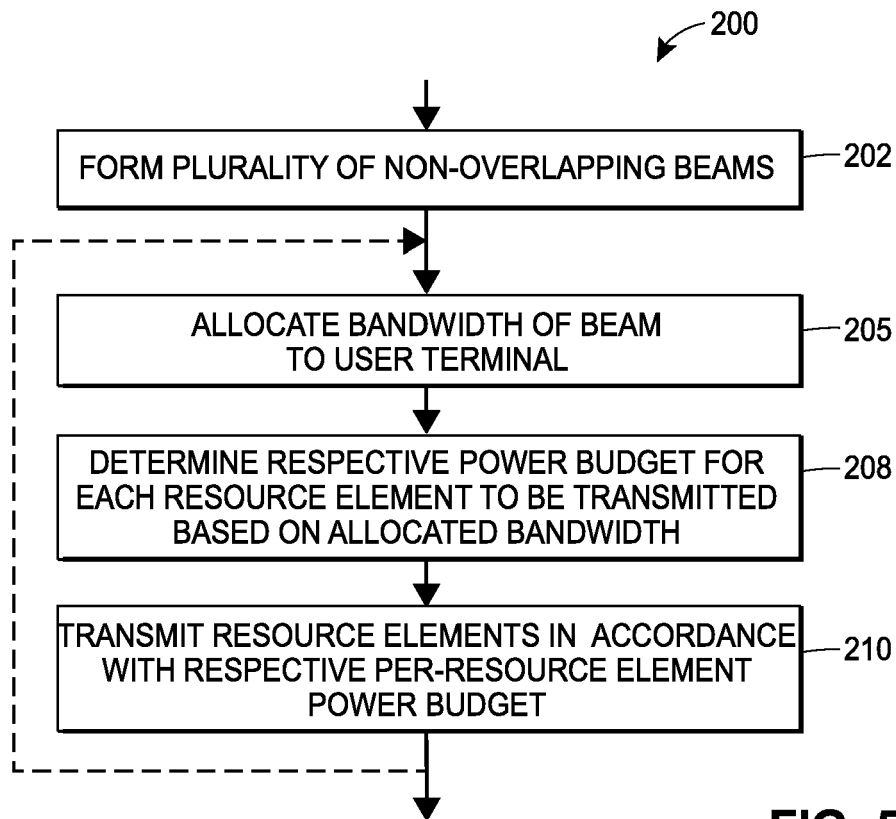 200
FORM PLURALITY OF NON-OVERLAPPING BEAMS
202
ALLOCATE BANDWIDTH OF BEAM
TO USER TERMINAL
205
DETERMINE RESPECTIVE POWER BUDGET FOR
EACH RESOURCE ELEMENT TO BE TRANSMITTED
BASED ON ALLOCATED BANDWIDTH
208
TRANSMIT RESOURCE ELEMENTS IN ACCORDANCE
WITH RESPECTIVE PER-RESOURCE ELEMENT
POWER BUDGET
210
FIG.